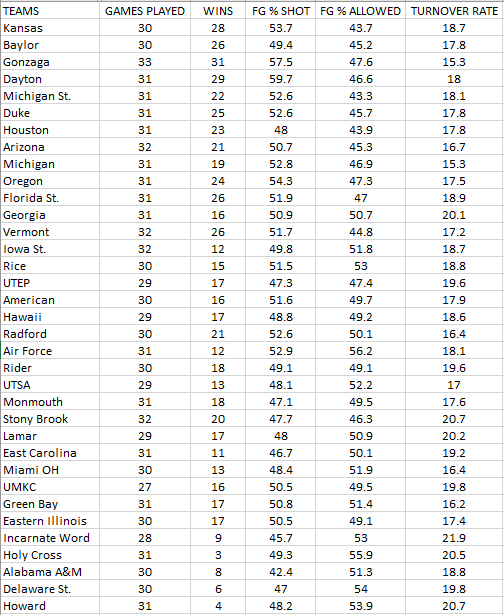 TEAMS GAMES PLAYED WINS FG % SHOT FG % ALLOWED TURNOVER RATE
Kansas 30 28 53.7 43.7 18.7
Baylor 30 26 49.4 45.2 17.8
Gonzaga 33 31 57.5 47.6 15.3
Dayton 31 29 59.7 46.6 18
Michigan St. 31 22 52.6 43.3 18.1
Duke 31 25 52.6 45.7 17.8
Houston 31 23 48 43.9 17.8
Arizona 32 21 50.7 45.3 16.7
Michigan 31 19 52.8 46.9 15.3
Oregon 31 24 54.3 47.3 17.5
Florida St. 31 26 51.9 47 18.9
Georgia 31 16 50.9 50.7 20.1
Vermont 32 26 51.7 44.8 17.2
Iowa St. 32 12 49.8 51.8 18.7
Rice 30 15 51.5 53 18.8
UTEP 29 17 47.3 47.4 19.6
American 30 16 51.6 49.7 17.9
Hawaii 29 17 48.8 49.2 18.6
Radford 30 21 52.6 50.1 16.4
Air Force 31 12 52.9 56.2 18.1
Rider 30 18 49.1 49.1 19.6
UTSA 29 13 48.1 52.2 17
Monmouth 31 18 47.1 49.5 17.6
Stony Brook 32 20 47.7 46.3 20.7
Lamar 29 17 48 50.9 20.2
East Carolina 31 11 46.7 50.1 19.2
Miami OH 30 13 48.4 51.9 16.4
UMKC 27 16 50.5 49.5 19.8
Green Bay 31 17 50.8 51.4 16.2
Eastern Illinois 30 17 50.5 49.1 17.4
Incarnate Word 28 9 45.7 53 21.9
Holy Cross 31 3 49.3 55.9 20.5
Alabama A&M 30 8 42.4 51.3 18.8
Delaware St. 30 6 47 54 19.8
Howard 31 4 48.2 53.9 20.7